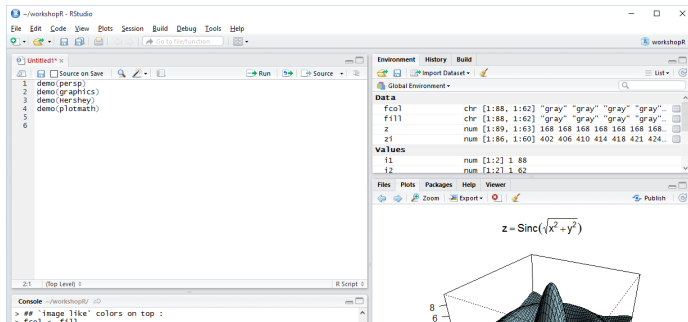 ~/workshopR - RStudio
File Edit Code View Plots Session Build Debug Tools Help
Go to file/function
workshopR
Untitled1*
Source on Save
Run
Source
1 demo(persp)
2 demo(graphics)
3 demo(Hershey)
4 demo(plotmath)
5
6
2:1 (Top Level) R Script
Console ~/workshopR/
> ## `image like` colors on top :
> fcol <- fill
Environment History Build
Import Dataset List
Global Environment
Data
fcol chr [1:88, 1:62] "gray" "gray" "gray" "gray"…
fill chr [1:88, 1:62] "gray" "gray" "gray" "gray"…
z num [1:89, 1:63] 168 168 168 168 168 168 168…
zi num [1:86, 1:60] 402 406 410 414 418 421 424…
Values
i1 num [1:2] 1 88
i2 num [1:2] 1 62
Files Plots Packages Help Viewer
Zoom Export Publish
z = Sinc(√x² + y²)
8
6